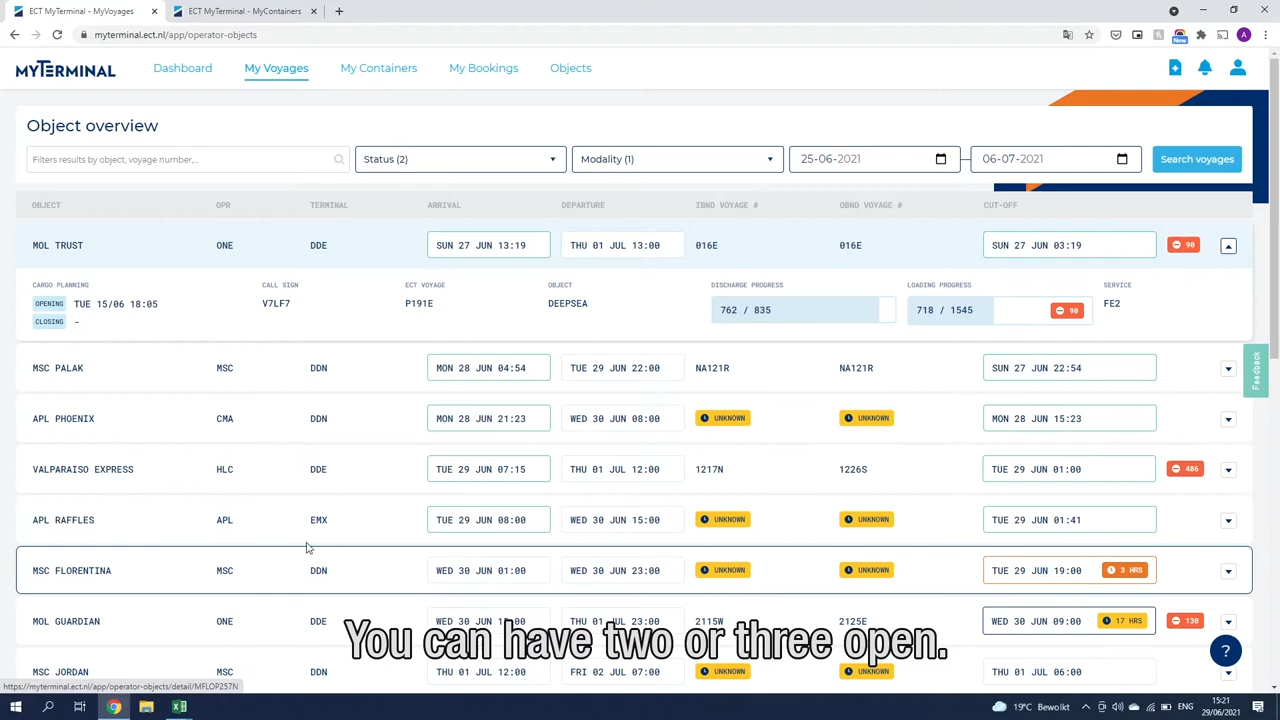 ECT MyTerminal - MyVoyages
ECT MyTerminal - MyContainers
myterminal.ect.nl/app/operator-objects
New
A
MYTERMINAL
Dashboard
My Voyages
My Containers
My Bookings
Objects
Object overview
Filters results by object, voyage number,...
Status (2)
Modality (1)
25-06-2021
06-07-2021
Search voyages
OBJECT OPR TERMINAL ARRIVAL DEPARTURE IBND VOYAGE # OBND VOYAGE # CUT-OFF
MOL TRUST ONE DDE SUN 27 JUN 13:19 THU 01 JUL 13:00 016E 016E SUN 27 JUN 03:19 90
CARGO PLANNING CALL SIGN ECT VOYAGE OBJECT DISCHARGE PROGRESS LOADING PROGRESS SERVICE
OPENING TUE 15/06 18:05 V7LF7 P191E DEEPSEA 762 / 835 718 / 1545 90 FE2
CLOSING -
MSC PALAK MSC DDN MON 28 JUN 04:54 TUE 29 JUN 22:00 NA121R NA121R SUN 27 JUN 22:54
APL PHOENIX CMA DDN MON 28 JUN 21:23 WED 30 JUN 08:00 UNKNOWN UNKNOWN MON 28 JUN 15:23
VALPARAISO EXPRESS HLC DDE TUE 29 JUN 07:15 THU 01 JUL 12:00 1217N 1226S TUE 29 JUN 01:00 486
APL RAFFLES APL EMX TUE 29 JUN 08:00 WED 30 JUN 15:00 UNKNOWN UNKNOWN TUE 29 JUN 01:41
MSC FLORENTINA MSC DDN WED 30 JUN 01:00 WED 30 JUN 23:00 UNKNOWN UNKNOWN TUE 29 JUN 19:00 3 HRS
MOL GUARDIAN ONE DDE WED 30 JUN THU 01 JUL 23 2115W 2125E WED 30 JUN 09:00 17 HRS 130
You can have two or three open.
MSC JORDAN MSC DDN THU 01 JUL 12:00 FRI 02 JUL 07:00 UNKNOWN UNKNOWN THU 01 JUL 06:00
Feedback
?
https://myterminal.ect.nl/app/operator-objects/detail/MFLOP257N
19°C Bewolkt
ENG
15:21
29/06/2021